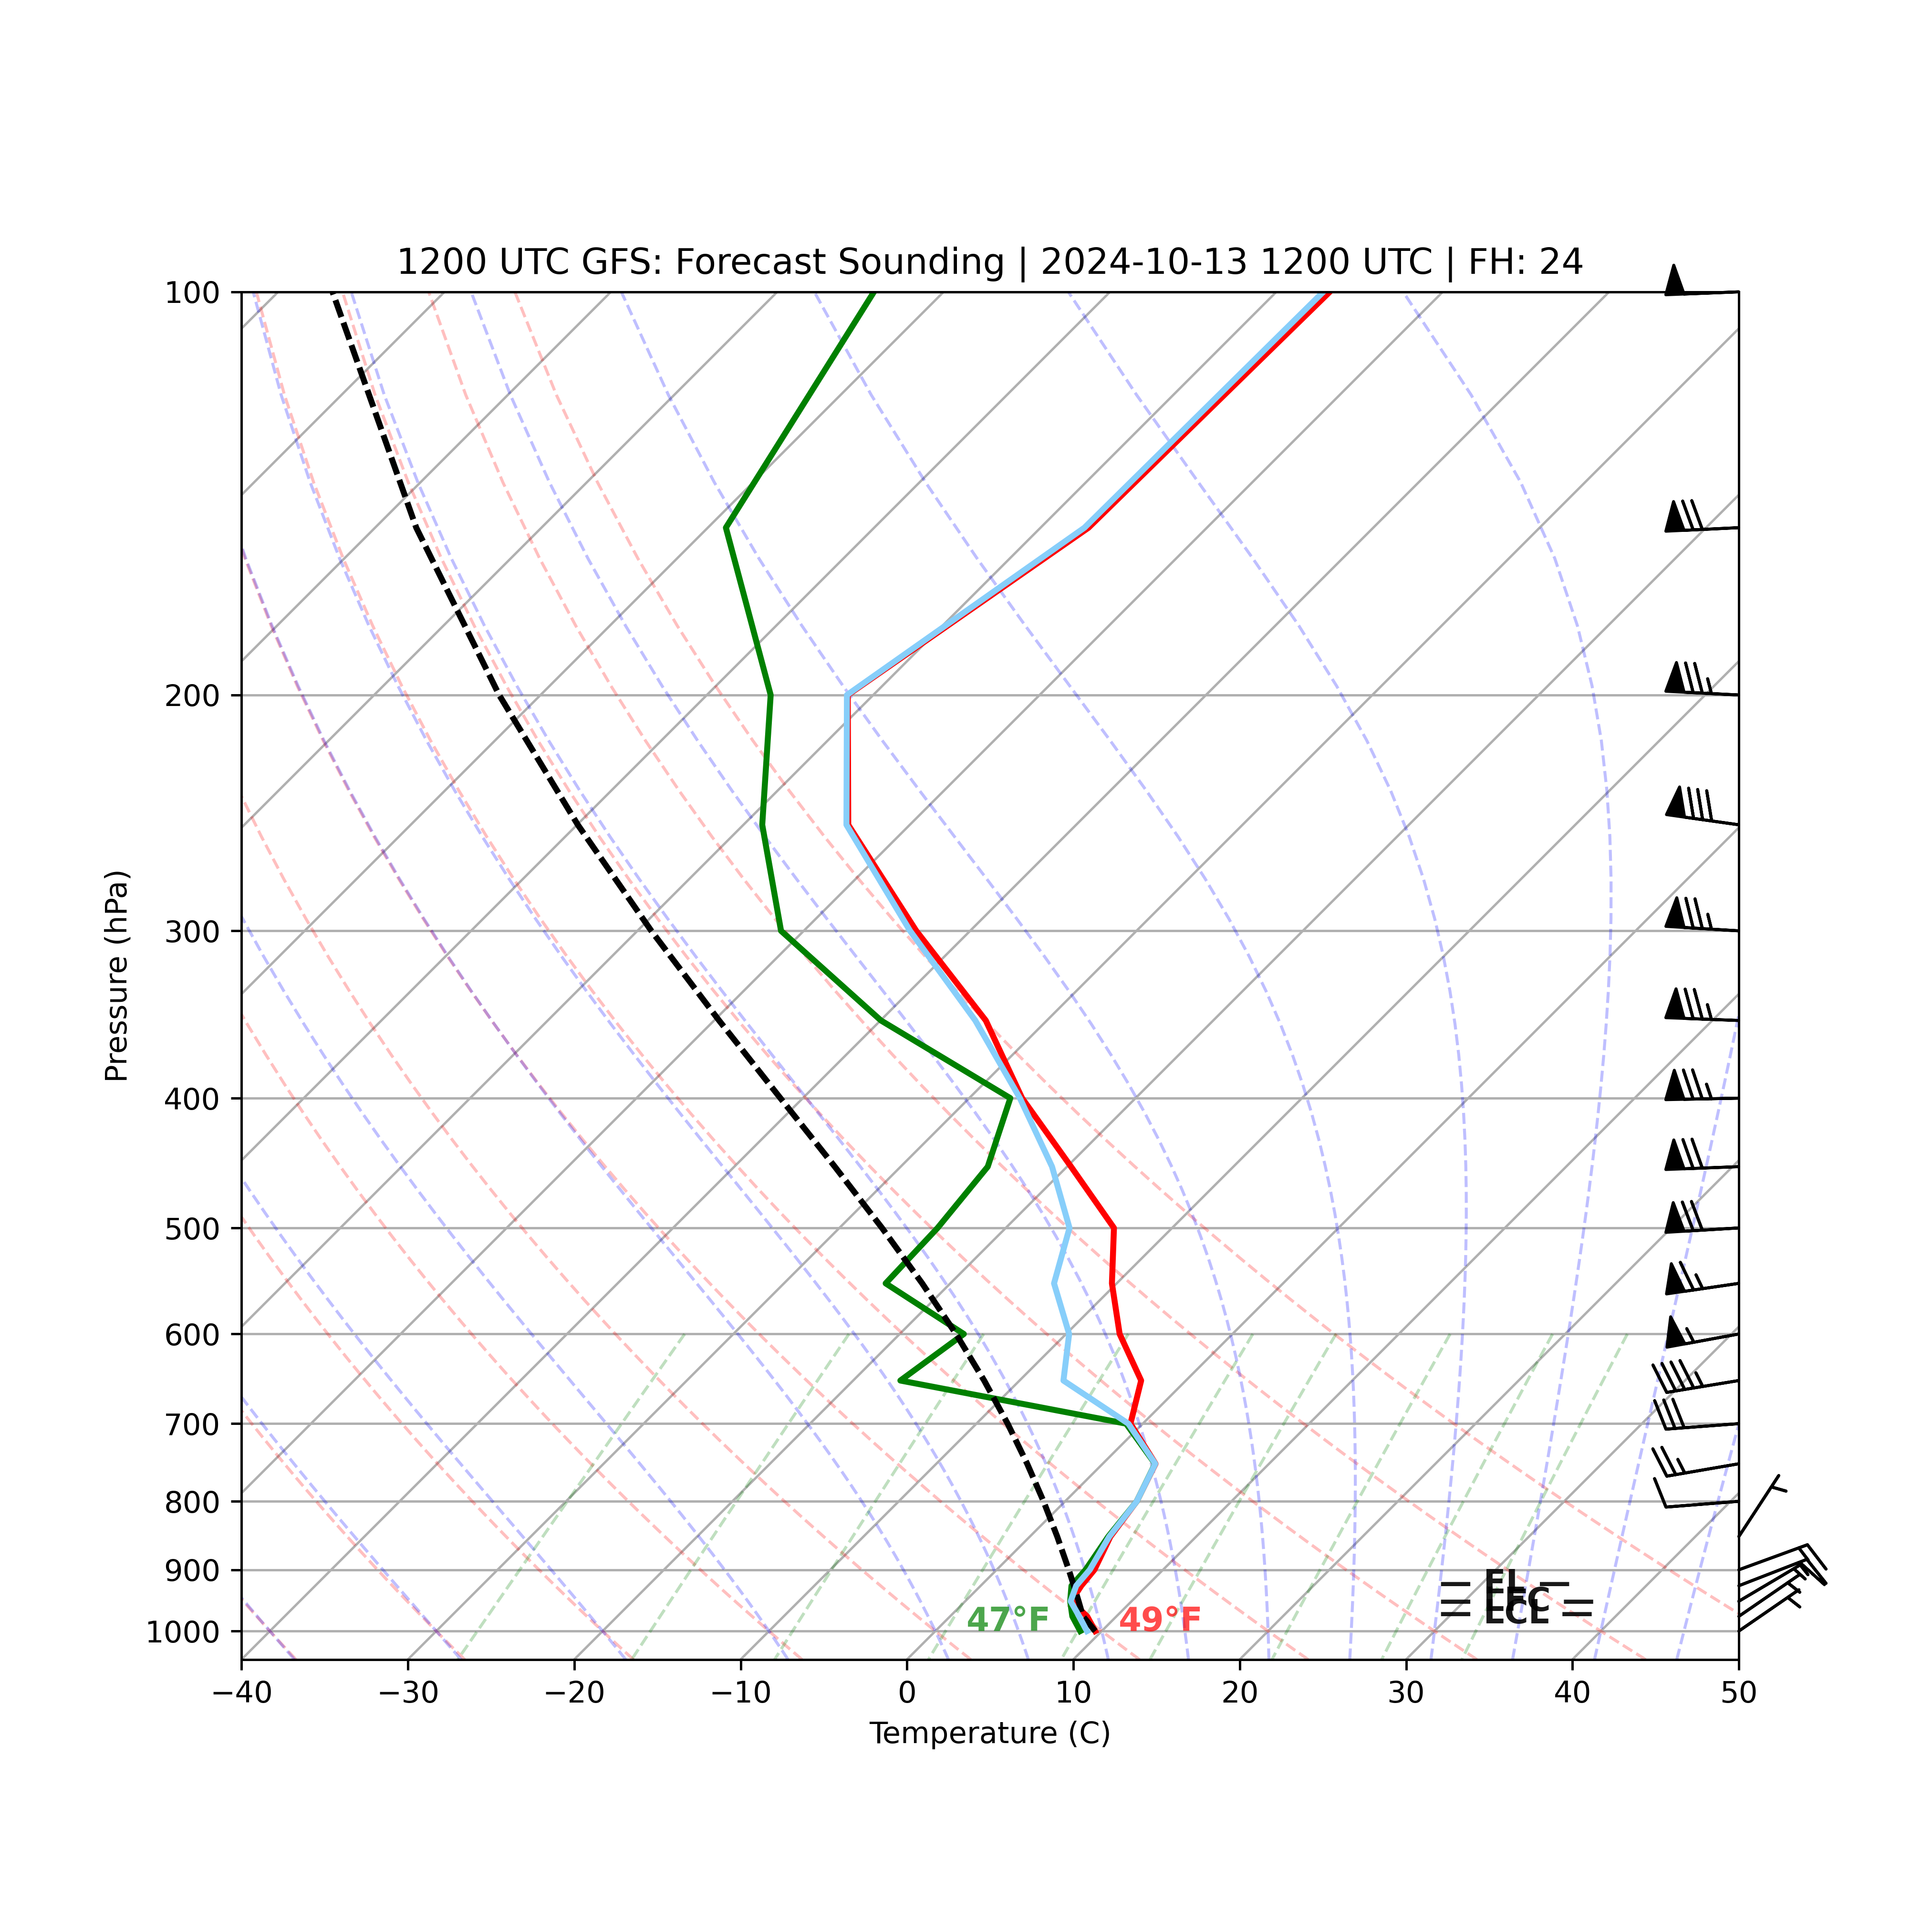 1200 UTC GFS: Forecast Sounding | 2024-10-13 1200 UTC | FH: 24
100
200
300
400
500
600
700
800
900
1000
Pressure (hPa)
— EL —
47°F
49°F
−40 −30 −20 −10 0 10 20 30 40 50
Temperature (C)